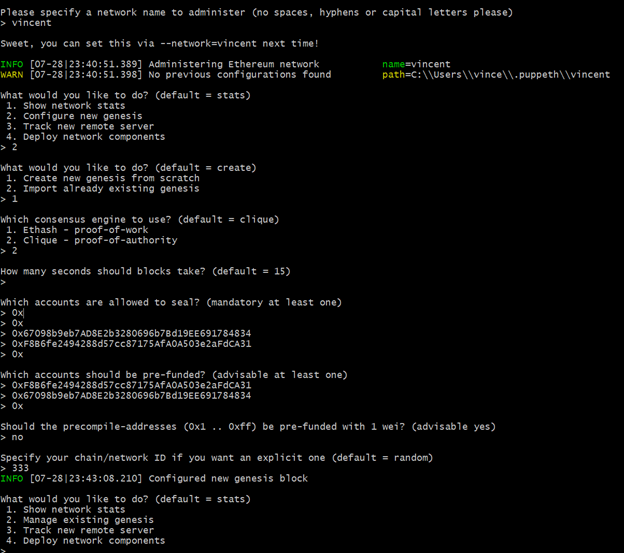 Please specify a network name to administer (no spaces, hyphens or capital letters please)
> vincent
Sweet, you can set this via --network=vincent next time!
INFO [07-28|23:40:51.389] Administering Ethereum network name=vincent
WARN [07-28|23:40:51.398] No previous configurations found path=C:\\Users\\vince\\.puppeth\\vincent
What would you like to do? (default = stats)
1. Show network stats
2. Configure new genesis
3. Track new remote server
4. Deploy network components
> 2
What would you like to do? (default = create)
1. Create new genesis from scratch
2. Import already existing genesis
> 1
Which consensus engine to use? (default = clique)
1. Ethash - proof-of-work
2. Clique - proof-of-authority
> 2
How many seconds should blocks take? (default = 15)
>
Which accounts are allowed to seal? (mandatory at least one)
> 0x
> 0x
> 0x67098b9eb7AD8E2b3280696b7Bd19EE691784834
> 0xF8B6fe2494288d57cc87175AfA0A503e2aFdCA31
> 0x
Which accounts should be pre-funded? (advisable at least one)
> 0xF8B6fe2494288d57cc87175AfA0A503e2aFdCA31
> 0x67098b9eb7AD8E2b3280696b7Bd19EE691784834
> 0x
Should the precompile-addresses (0x1 .. 0xff) be pre-funded with 1 wei? (advisable yes)
> no
Specify your chain/network ID if you want an explicit one (default = random)
> 333
INFO [07-28|23:43:08.210] Configured new genesis block
What would you like to do? (default = stats)
1. Show network stats
2. Manage existing genesis
3. Track new remote server
4. Deploy network components
>